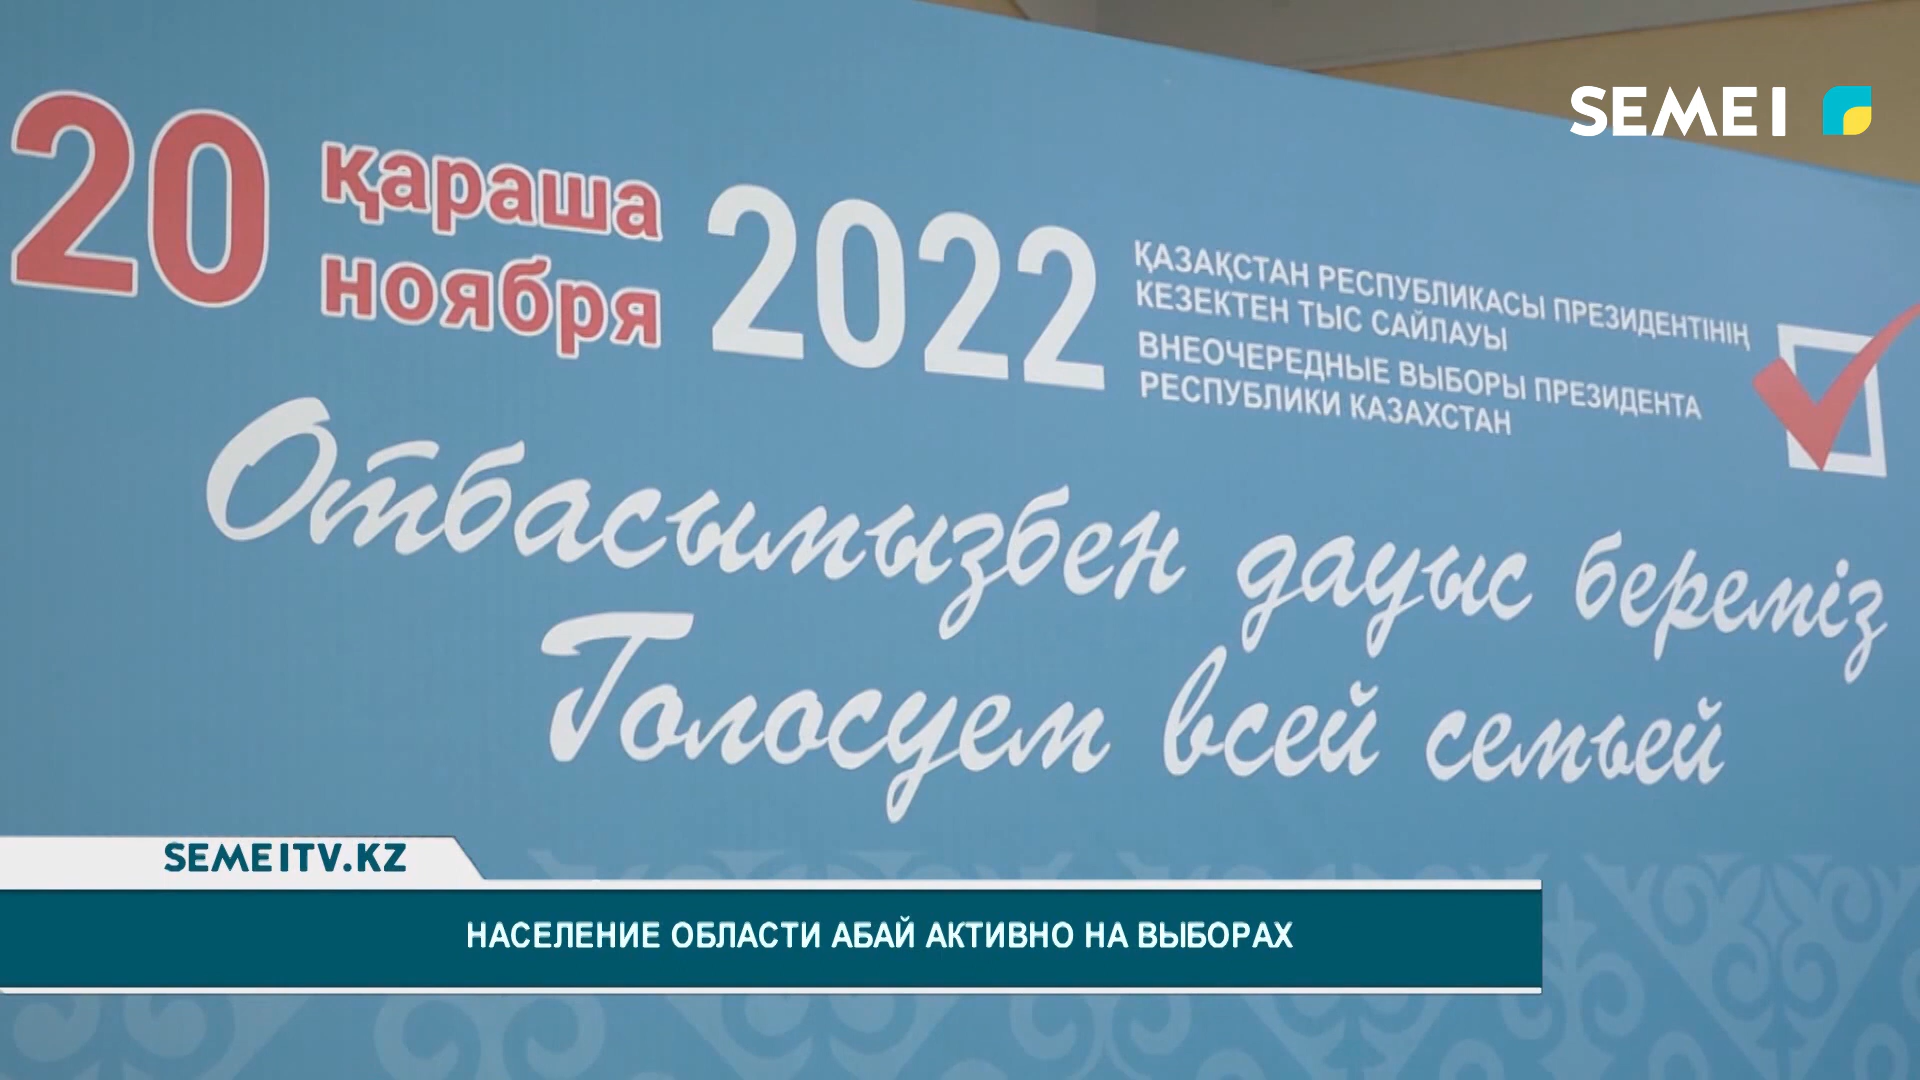 SEMEI
20 қараша
ноября
2022
ҚАЗАҚСТАН РЕСПУБЛИКАСЫ ПРЕЗИДЕНТІНІҢ
КЕЗЕКТЕН ТЫС САЙЛАУЫ
ВНЕОЧЕРЕДНЫЕ ВЫБОРЫ ПРЕЗИДЕНТА
РЕСПУБЛИКИ КАЗАХСТАН
Отбасымызбен дауыс береміз
Голосуем всей семьей
SEMEITV.KZ
НАСЕЛЕНИЕ ОБЛАСТИ АБАЙ АКТИВНО НА ВЫБОРАХ